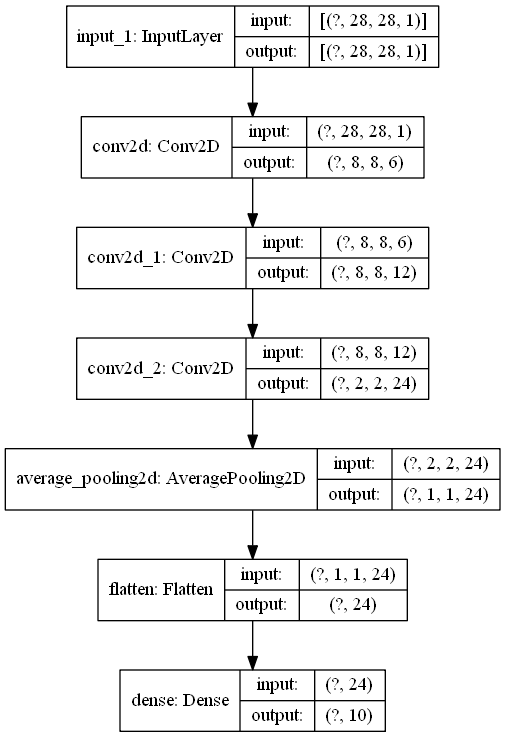 input_1: InputLayer
input: [(?, 28, 28, 1)]
output: [(?, 28, 28, 1)]
conv2d: Conv2D
input: (?, 28, 28, 1)
output: (?, 8, 8, 6)
conv2d_1: Conv2D
input: (?, 8, 8, 6)
output: (?, 8, 8, 12)
conv2d_2: Conv2D
input: (?, 8, 8, 12)
output: (?, 2, 2, 24)
average_pooling2d: AveragePooling2D
input: (?, 2, 2, 24)
output: (?, 1, 1, 24)
flatten: Flatten
input: (?, 1, 1, 24)
output: (?, 24)
dense: Dense
input: (?, 24)
output: (?, 10)